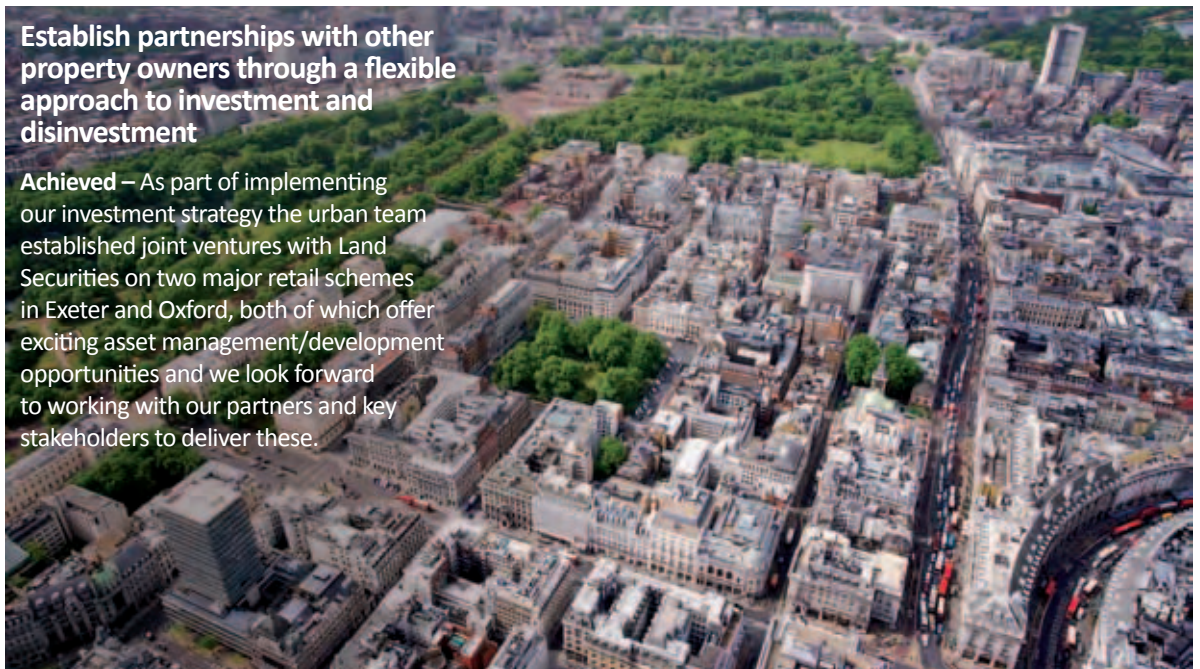 Establish partnerships with other
property owners through a flexible
approach to investment and
disinvestment
Achieved – As part of implementing
our investment strategy the urban team
established joint ventures with Land
Securities on two major retail schemes
in Exeter and Oxford, both of which offer
exciting asset management/development
opportunities and we look forward
to working with our partners and key
stakeholders to deliver these.